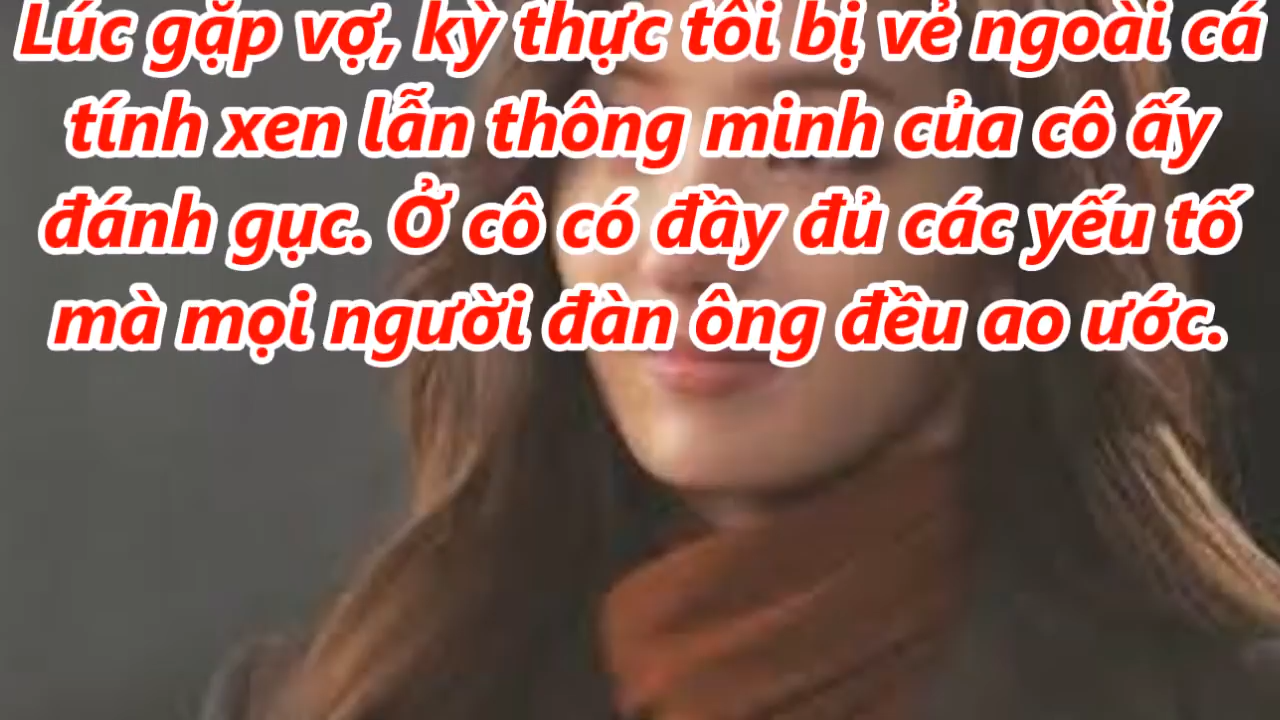 Lúc gặp vợ, kỳ thực tôi bị vẻ ngoài cá
tính xen lẫn thông minh của cô ấy
đánh gục. Ở cô có đầy đủ các yếu tố
mà mọi người đàn ông đều ao ước.